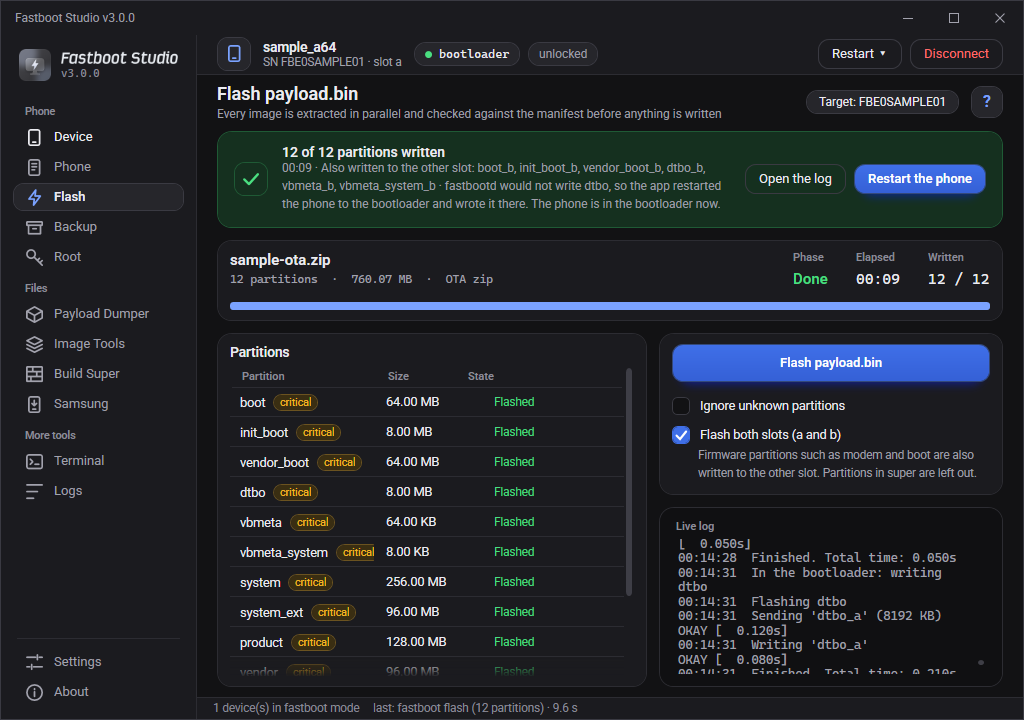 Fastboot Studio v3.0.0
Fastboot Studio
v3.0.0
Phone
Device
Phone
Flash
Backup
Root
Files
Payload Dumper
Image Tools
Build Super
Samsung
More tools
Terminal
Logs
Settings
About
sample_a64
SN FBE0SAMPLE01 · slot a
bootloader
unlocked
Restart
Disconnect
Flash payload.bin
Every image is extracted in parallel and checked against the manifest before anything is written
Target: FBE0SAMPLE01
?
12 of 12 partitions written
00:09 · Also written to the other slot: boot_b, init_boot_b, vendor_boot_b, dtbo_b,
vbmeta_b, vbmeta_system_b · fastbootd would not write dtbo, so the app restarted
the phone to the bootloader and wrote it there. The phone is in the bootloader now.
Open the log
Restart the phone
sample-ota.zip
12 partitions · 760.07 MB · OTA zip
Phase Elapsed Written
Done 00:09 12 / 12
Partitions
Partition Size State
boot critical 64.00 MB Flashed
init_boot critical 8.00 MB Flashed
vendor_boot critical 64.00 MB Flashed
dtbo critical 8.00 MB Flashed
vbmeta critical 64.00 KB Flashed
vbmeta_system critical 8.00 KB Flashed
system critical 256.00 MB Flashed
system_ext critical 96.00 MB Flashed
product critical 128.00 MB Flashed
vendor critical 96.00 MB Flashed
Flash payload.bin
Ignore unknown partitions
Flash both slots (a and b)
Firmware partitions such as modem and boot are also
written to the other slot. Partitions in super are left out.
Live log
[ 0.050s]
00:14:28 Finished. Total time: 0.050s
00:14:31 In the bootloader: writing
dtbo
00:14:31 Flashing dtbo
00:14:31 Sending 'dtbo_a' (8192 KB)
OKAY [ 0.120s]
00:14:31 Writing 'dtbo_a'
OKAY [ 0.080s]
00:14:31 Finished. Total time: 0.210s
1 device(s) in fastboot mode last: fastboot flash (12 partitions) · 9.6 s